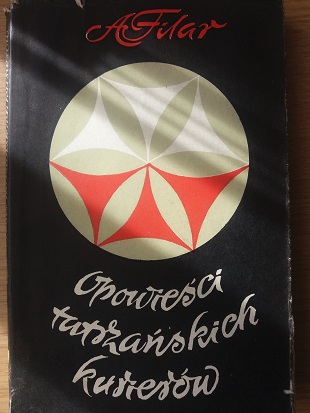 A Filar
Opowieści
tatrzańskich
kurierów